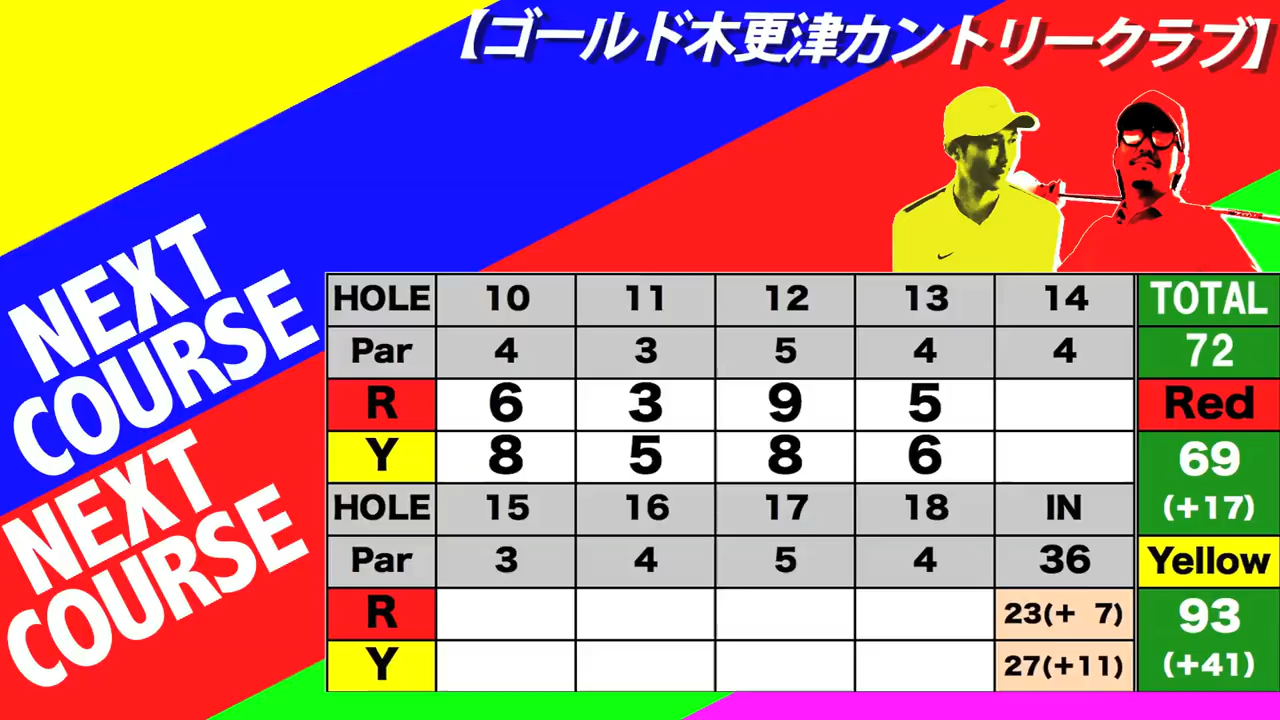 【ゴールド木更津カントリークラブ】
NEXT
COURSE
NEXT
COURSE
HOLE 10 11 12 13 14 TOTAL
Par 4 3 5 4 4 72
R 6 3 9 5 Red
Y 8 5 8 6 69
HOLE 15 16 17 18 IN (+17)
Par 3 4 5 4 36 Yellow
R 23(+ 7) 93
Y 27(+11) (+41)